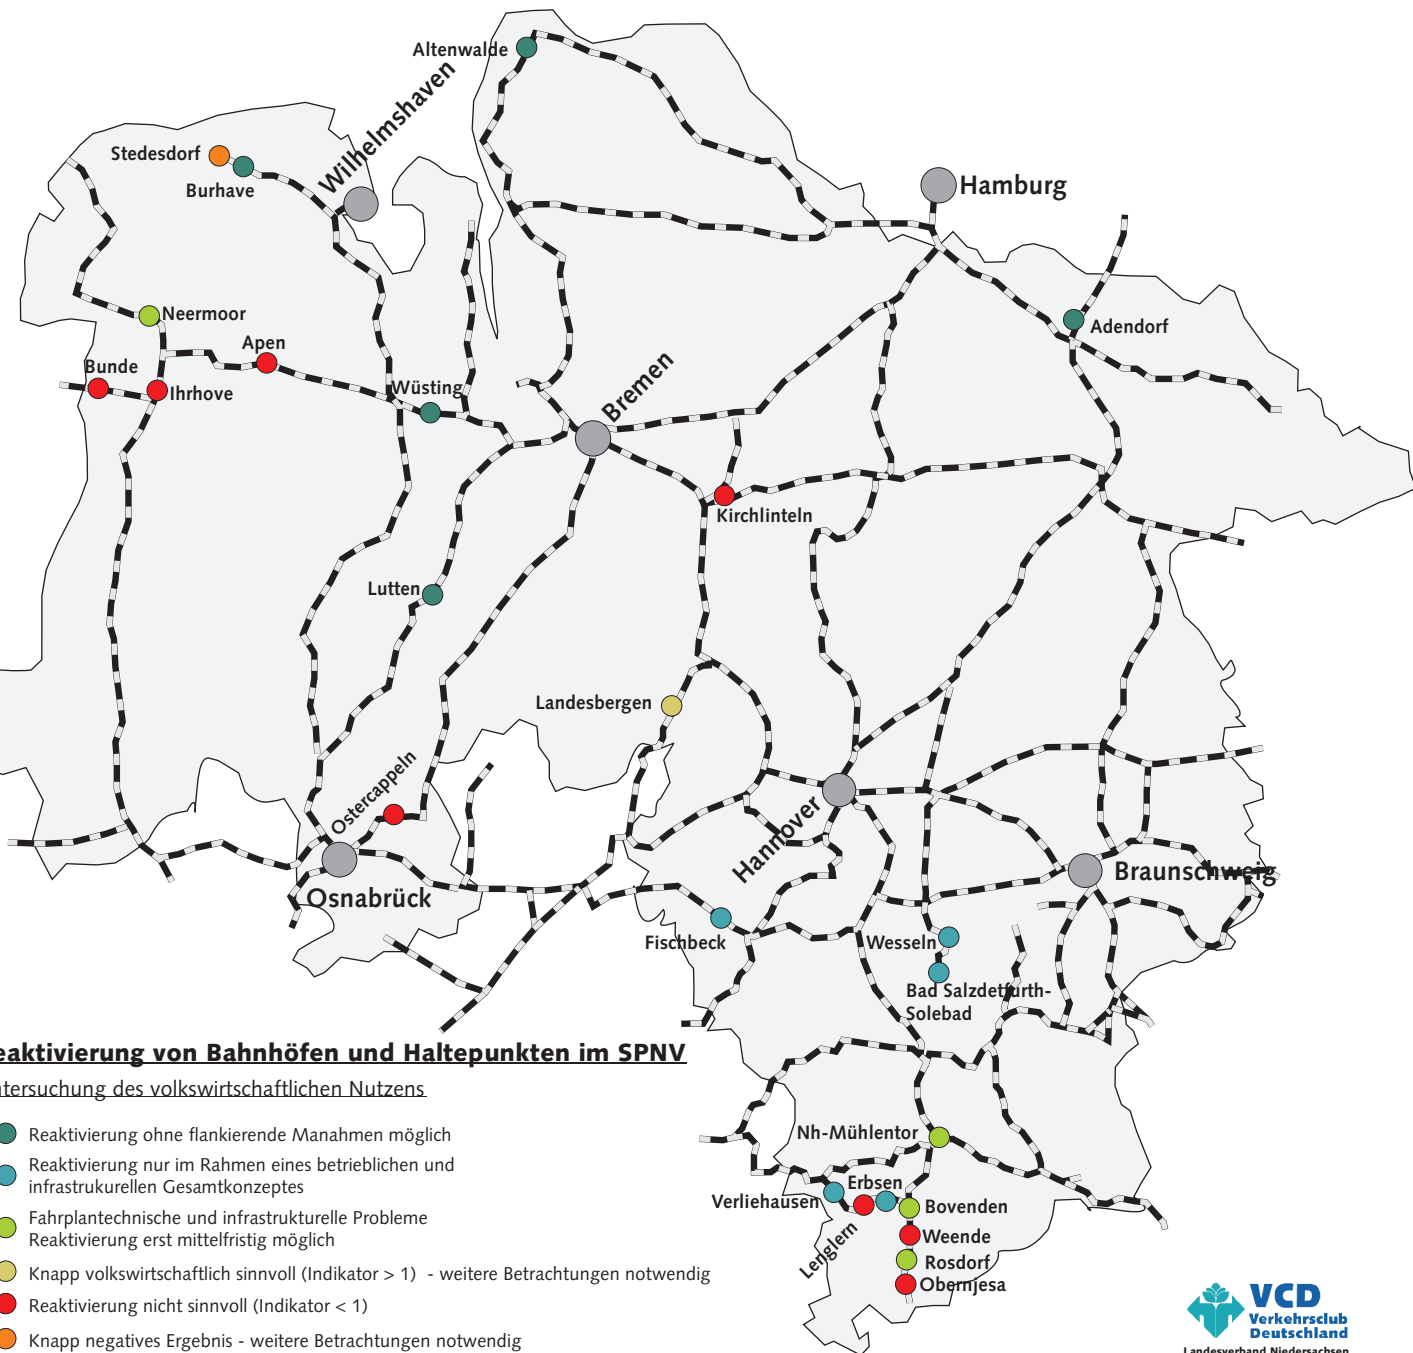 Altenwalde
Wilhelmshaven
Stedesdorf
Burhave
Hamburg
Neermoor
Adendorf
Apen
Bunde
Ihrhove
Wüsting
Bremen
Kirchlinteln
Lutten
Landesbergen
Ostercappeln
Hannover
Osnabrück
Braunschweig
Fischbeck
Wesseln
Bad Salzdetfurth-
Solebad
eaktivierung von Bahnhöfen und Haltepunkten im SPNV
ntersuchung des volkswirtschaftlichen Nutzens
Reaktivierung ohne flankierende Manahmen möglich
Reaktivierung nur im Rahmen eines betrieblichen und
infrastrukurellen Gesamtkonzeptes
Fahrplantechnische und infrastrukturelle Probleme
Reaktivierung erst mittelfristig möglich
Knapp volkswirtschaftlich sinnvoll (Indikator > 1) - weitere Betrachtungen notwendig
Reaktivierung nicht sinnvoll (Indikator < 1)
Knapp negatives Ergebnis - weitere Betrachtungen notwendig
Nh-Mühlentor
Erbsen
Verliehausen
Bovenden
Lenglern
Weende
Rosdorf
Obernjesa
VCD
Verkehrsclub
Deutschland
Landesverband Niedersachsen